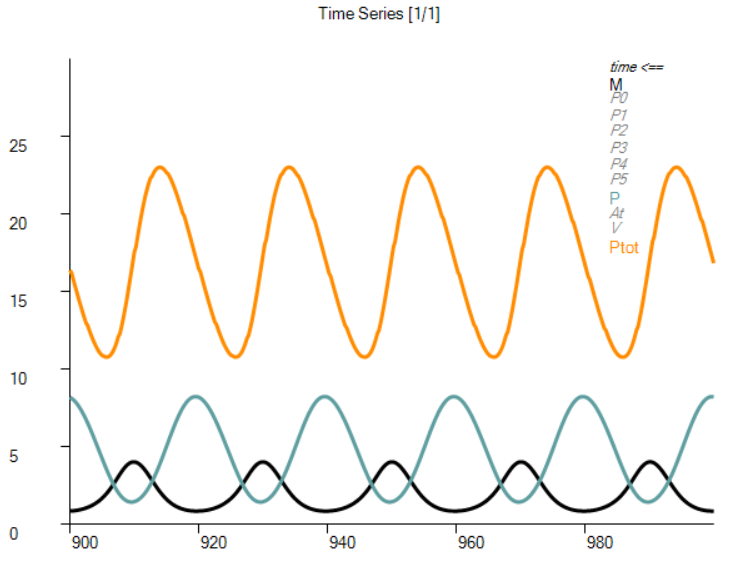 Time Series [1/1]
time <==
M
P0
P1
P2
P3
P4
P5
P
At
V
Ptot
25
20
15
10
5
0
900 920 940 960 980